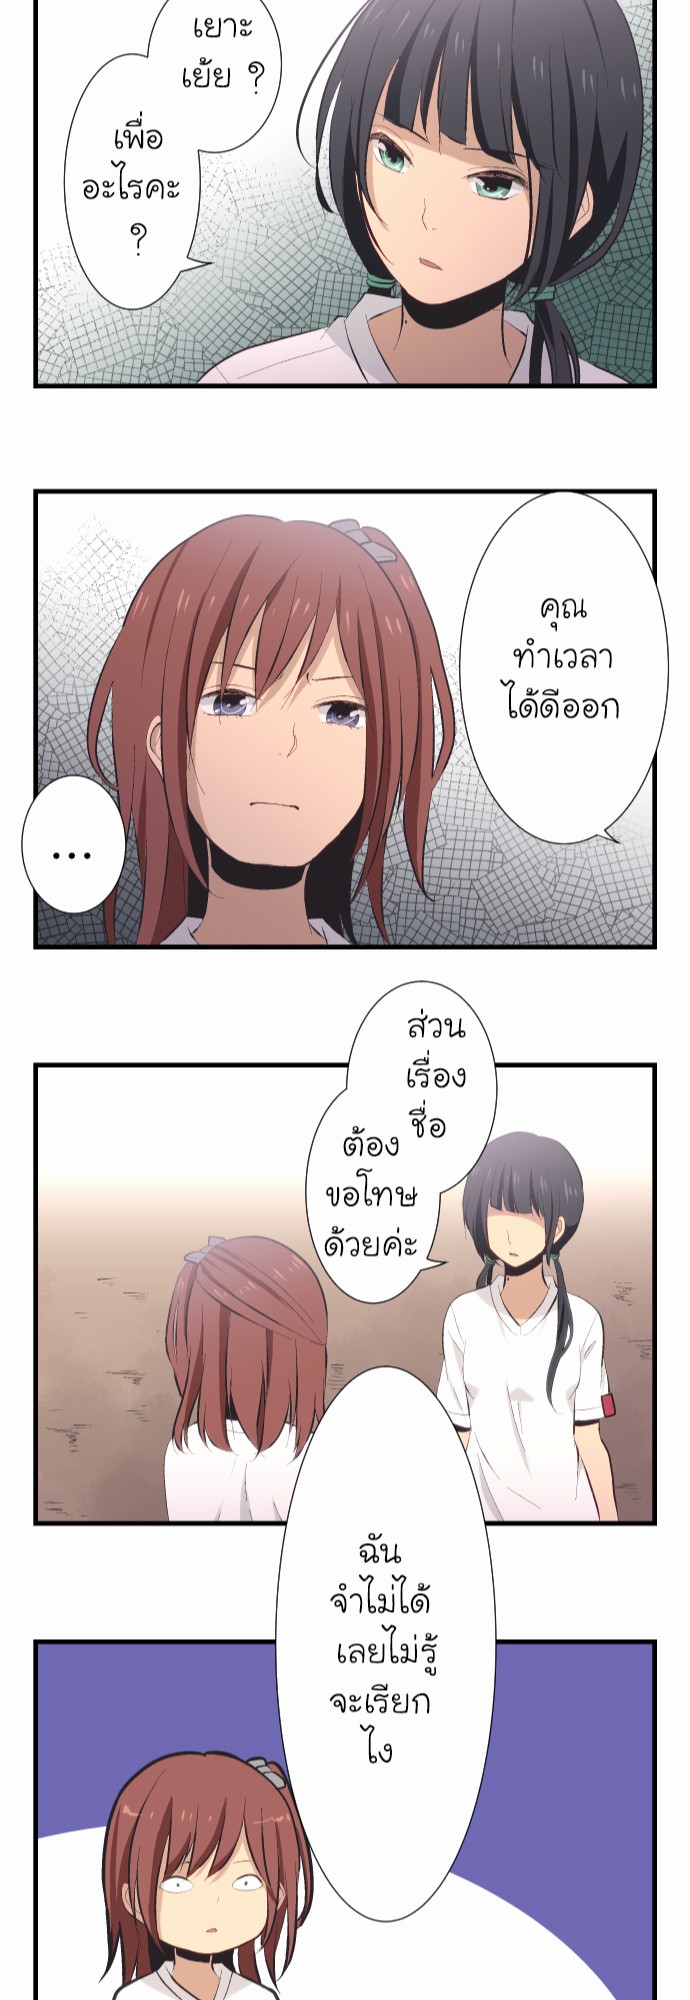 เยาะ
เย้ย ?
เพื่อ
อะไรคะ
?
คุณ
ทำเวลา
ได้ดีออก
...
ส่วน
เรื่อง
ชื่อ
ต้อง
ขอโทษ
ด้วยค่ะ
ฉัน
จำไม่ได้
เลยไม่รู้
จะเรียก
ไง